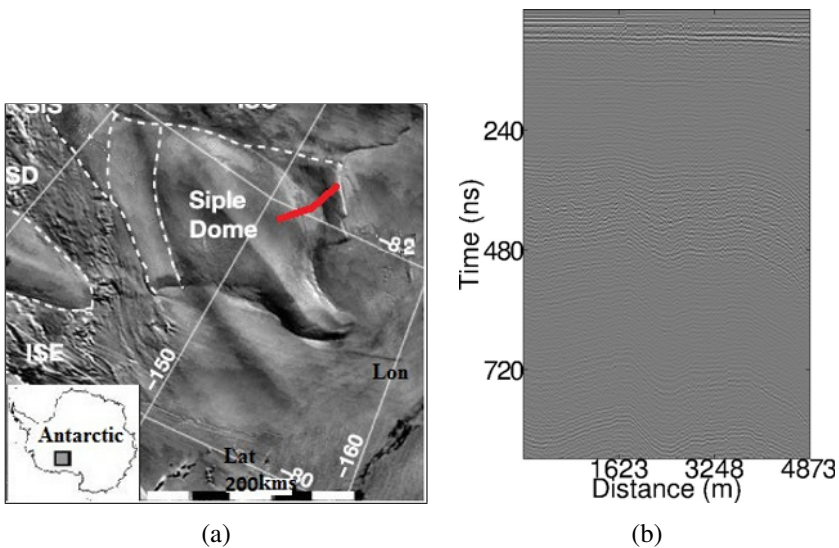 SIS
SD
Siple
Dome
-82
-150
Lon
ISE
Antarctic
Lat
-80
-160
200kms
(a)
240
480
720
Time (ns)
1623
3248
4873
Distance (m)
(b)